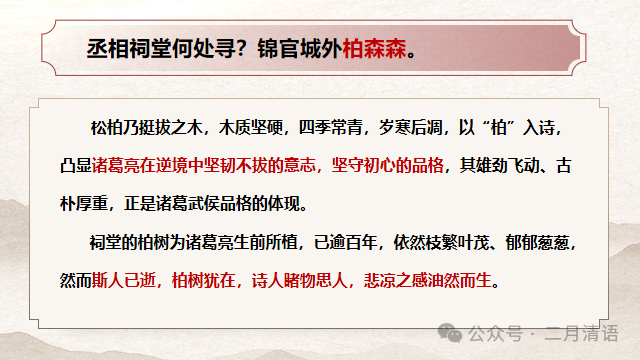 丞相祠堂何处寻？锦官城外柏森森。
松柏乃挺拔之木，木质坚硬，四季常青，岁寒后凋，以“柏”入诗，
凸显诸葛亮在逆境中坚韧不拔的意志，坚守初心的品格，其雄劲飞动、古
朴厚重，正是诸葛武侯品格的体现。
祠堂的柏树为诸葛亮生前所植，已逾百年，依然枝繁叶茂、郁郁葱葱，
然而斯人已逝，柏树犹在，诗人睹物思人，悲凉之感油然而生。
公众号·二月清语